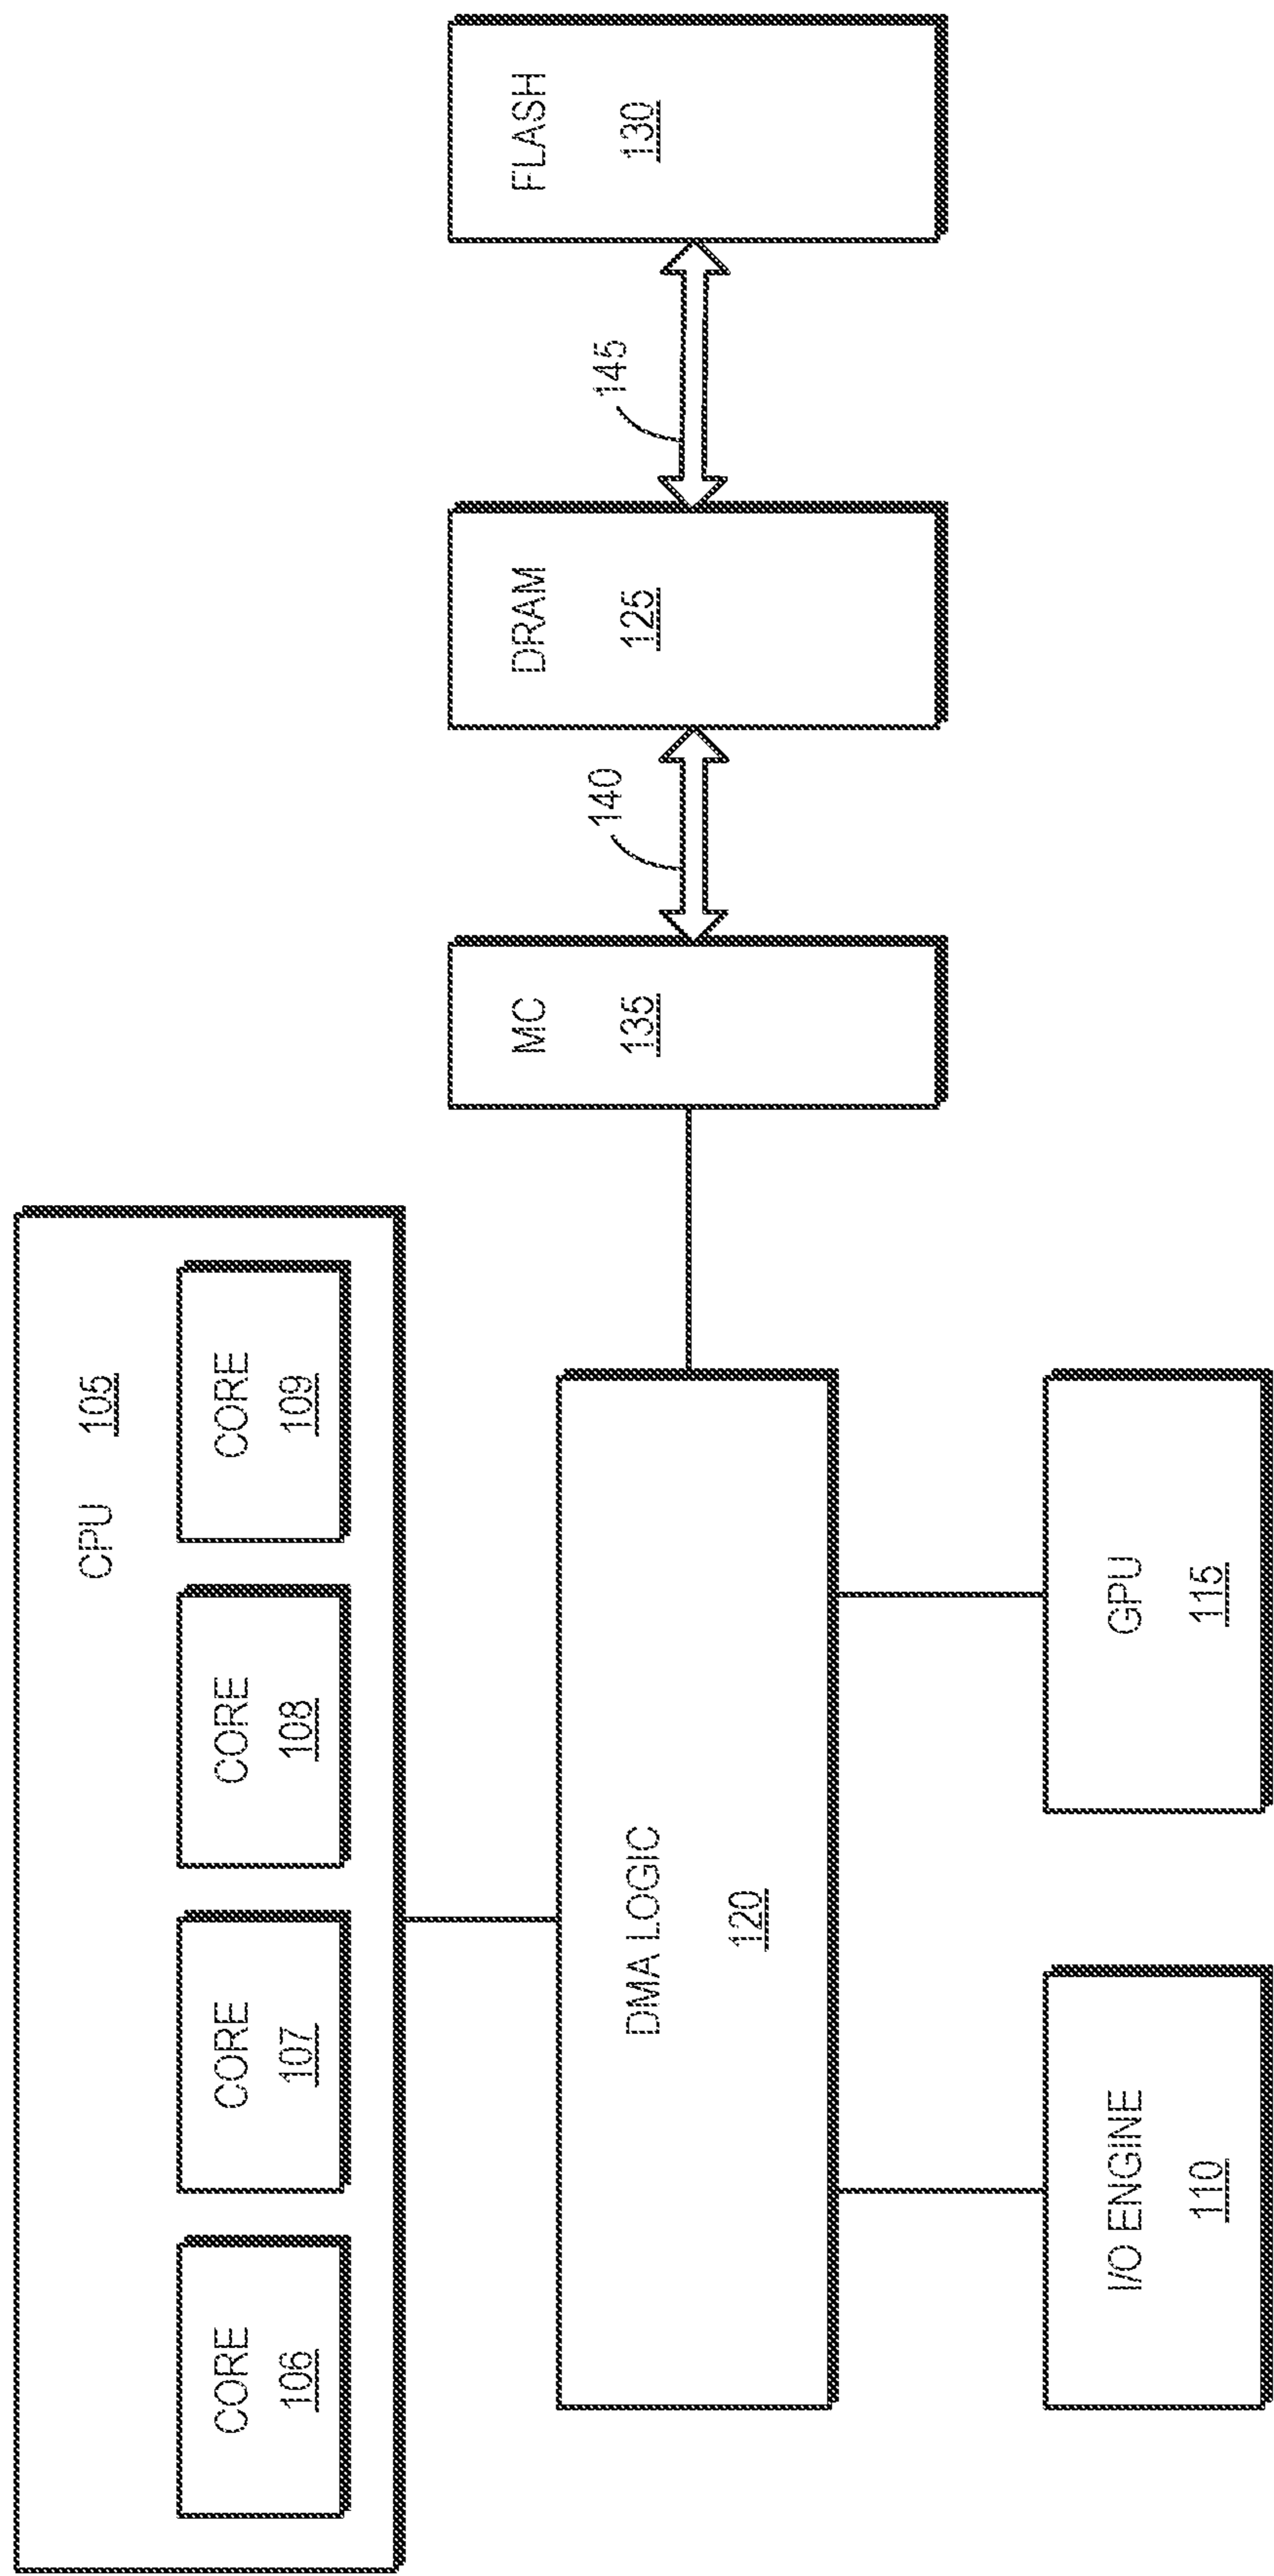 CPU 105
CORE
106
CORE
107
CORE
108
CORE
109
DMA LOGIC
120
I/O ENGINE
110
GPU
115
MC
135
140
DRAM
125
145
FLASH
130